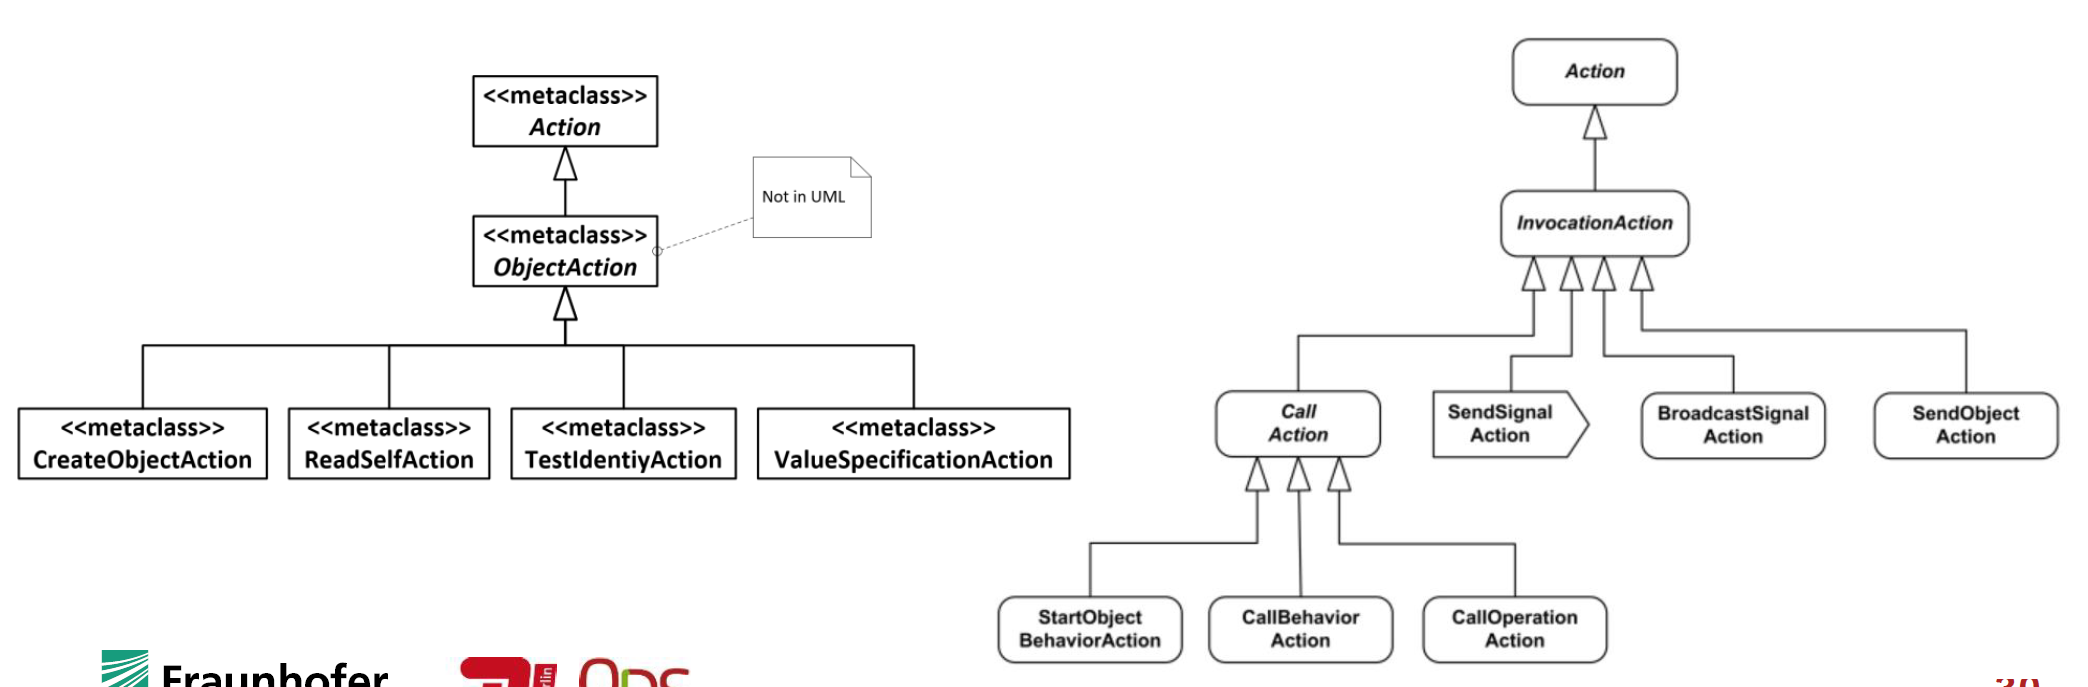 <<metaclass>>
Action
Not in UML
<<metaclass>>
ObjectAction
<<metaclass>>
CreateObjectAction
<<metaclass>>
ReadSelfAction
<<metaclass>>
TestIdentiyAction
<<metaclass>>
ValueSpecificationAction
Action
InvocationAction
Call
Action
SendSignal
Action
BroadcastSignal
Action
SendObject
Action
StartObject
BehaviorAction
CallBehavior
Action
CallOperation
Action
Fraunhofer